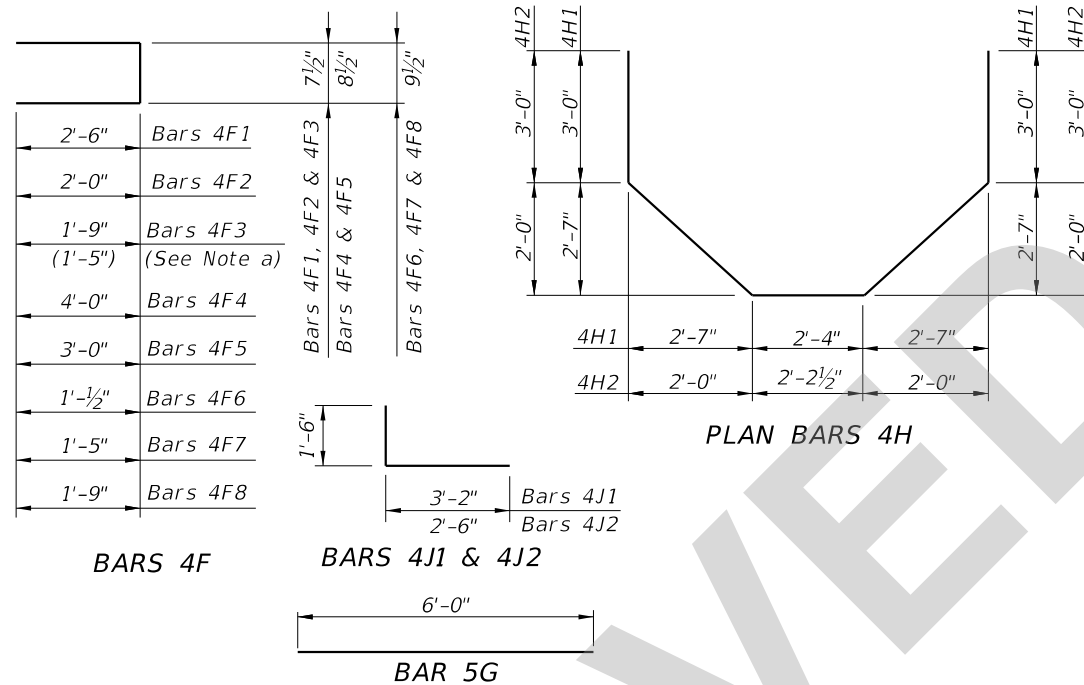 2'-6" Bars 4F1
2'-0" Bars 4F2
1'-9" Bars 4F3
(1'-5") (See Note a)
4'-0" Bars 4F4
3'-0" Bars 4F5
1'-½" Bars 4F6
1'-5" Bars 4F7
1'-9" Bars 4F8
BARS 4F
7½"
8½"
9½"
Bars 4F1, 4F2 & 4F3
Bars 4F4 & 4F5
Bars 4F6, 4F7 & 4F8
1'-6"
3'-2" Bars 4J1
2'-6" Bars 4J2
BARS 4J1 & 4J2
6'-0"
BAR 5G
4H2
4H1
3'-0"
3'-0"
2'-0"
2'-7"
4H1
4H2
3'-0"
3'-0"
2'-7"
2'-0"
4H1 2'-7" 2'-4" 2'-7"
4H2 2'-0" 2'-2½" 2'-0"
PLAN BARS 4H
VED